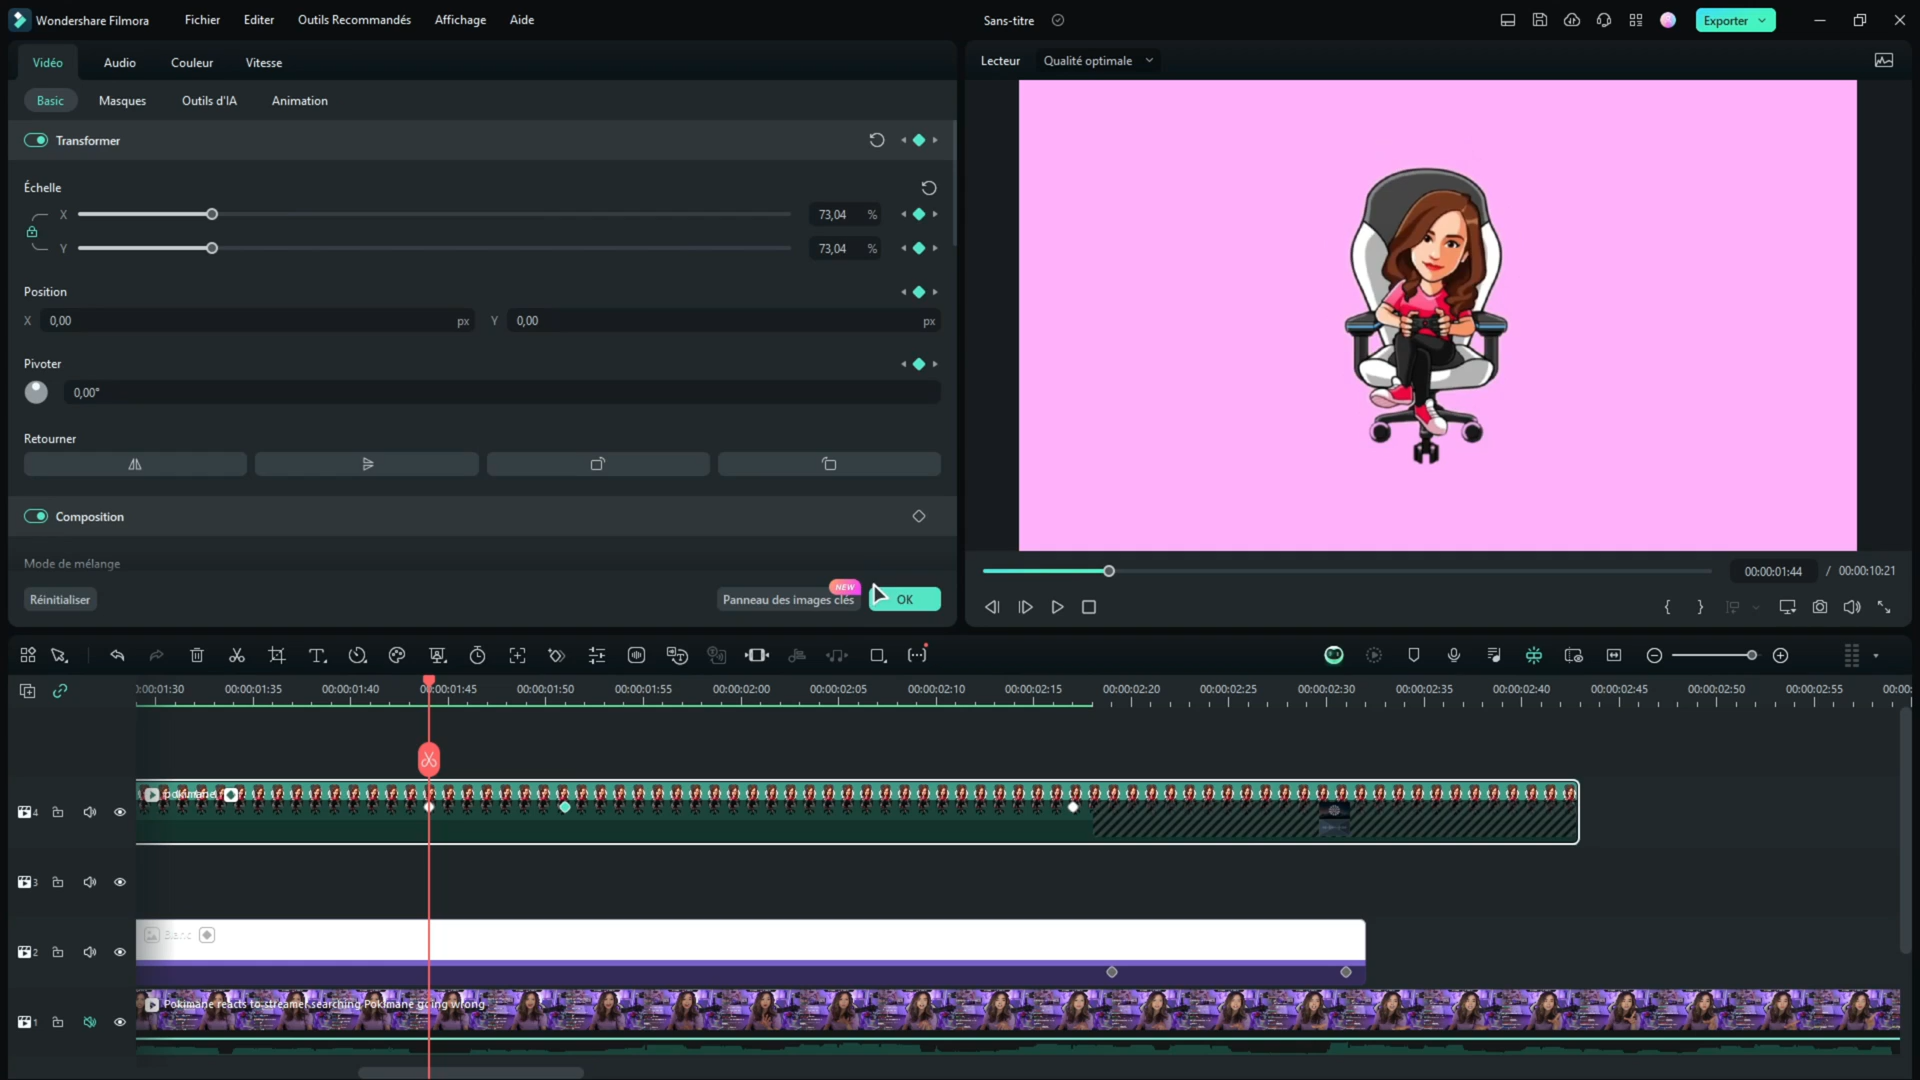 Wondershare Filmora
Fichier
Editer
Outils Recommandés
Affichage
Aide
Sans-titre
Exporter
Vidéo
Audio
Couleur
Vitesse
Lecteur
Qualité optimale
Basic
Masques
Outils d'IA
Animation
Transformer
Échelle
X
73,04
%
Y
73,04
%
Position
X
0,00
px
Y
0,00
px
Pivoter
0,00°
Retourner
Composition
Mode de mélange
Réinitialiser
Panneau des images clés
NEW
OK
00:00:01:44
/
00:00:10:21
00:00:01:35
00:00:01:40
00:00:01:45
00:00:01:50
00:00:01:55
00:00:02:00
00:00:02:05
00:00:02:10
00:00:02:15
00:00:02:20
00:00:02:25
00:00:02:30
00:00:02:35
00:00:02:40
00:00:02:45
00:00:02:50
00:00:02:55
4
3
2
Blanc
1
Pokimane reacts to streamer searching Pokimane going wrong